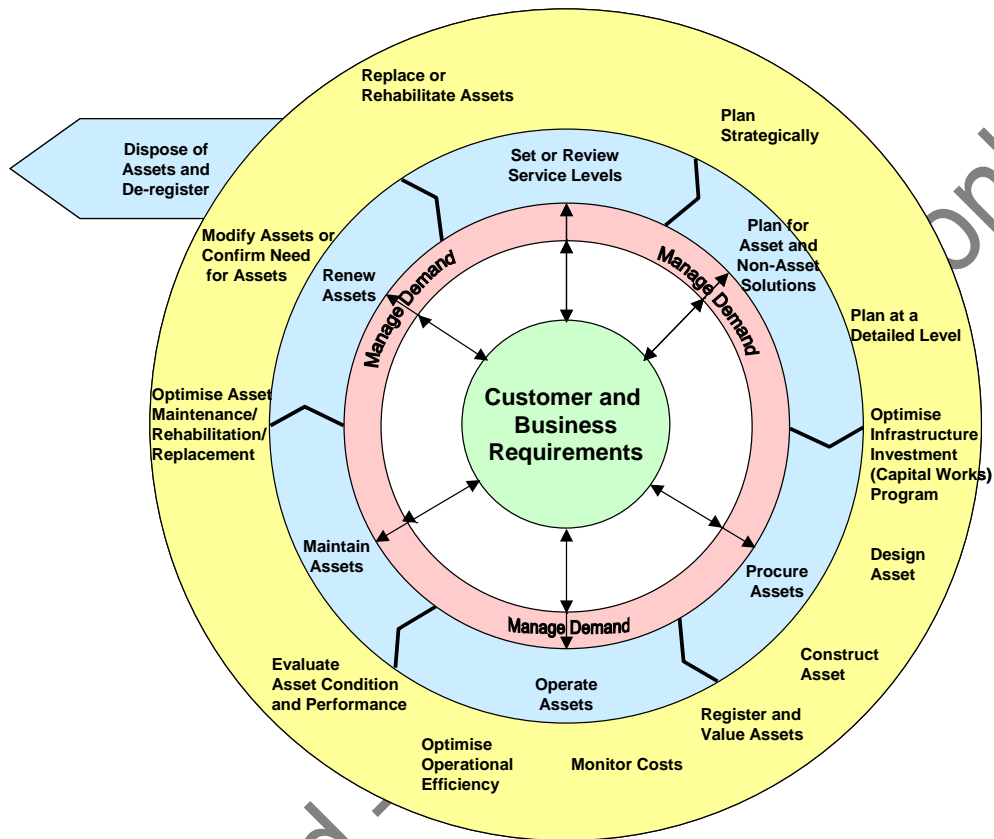 Replace or
Rehabilitate Assets
Plan
Strategically
Dispose of
Assets and
De-register
Set or Review
Service Levels
Modify Assets or
Confirm Need
for Assets
Renew
Assets
Manage Demand
Manage Demand
Plan for
Asset and
Non-Asset
Solutions
Plan at a
Detailed Level
Optimise Asset
Maintenance/
Rehabilitation/
Replacement
Customer and
Business
Requirements
Optimise
Infrastructure
Investment
(Capital Works)
Program
Maintain
Assets
Procure
Assets
Design
Asset
Manage Demand
Evaluate
Asset Condition
and Performance
Operate
Assets
Construct
Asset
Register and
Value Assets
Optimise
Operational
Efficiency
Monitor Costs